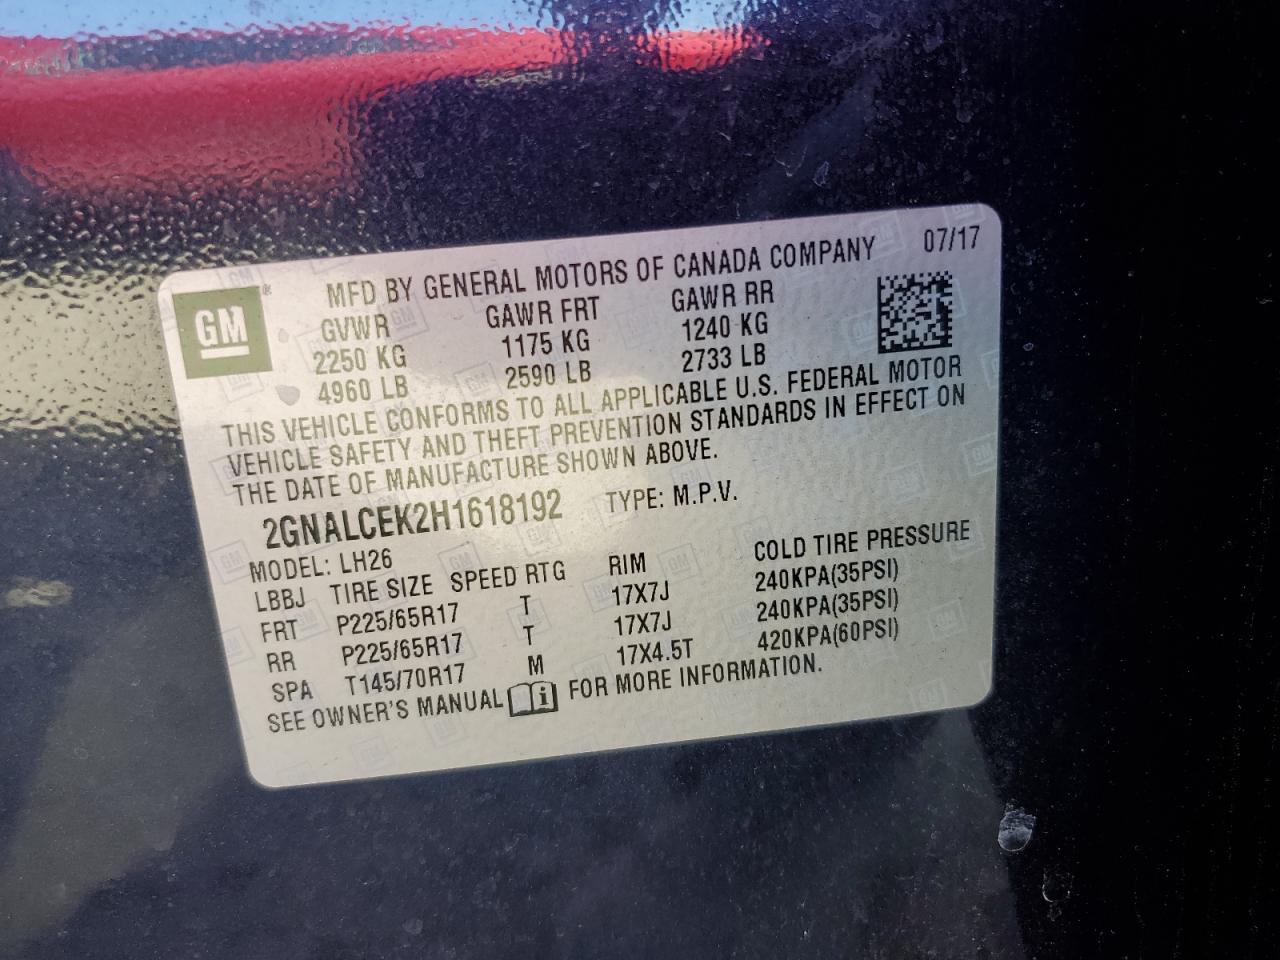 GM ® MFD BY GENERAL MOTORS OF CANADA COMPANY 07/17
GVWR GAWR FRT GAWR RR
2250 KG 1175 KG 1240 KG
4960 LB 2590 LB 2733 LB
THIS VEHICLE CONFORMS TO ALL APPLICABLE U.S. FEDERAL MOTOR
VEHICLE SAFETY AND THEFT PREVENTION STANDARDS IN EFFECT ON
THE DATE OF MANUFACTURE SHOWN ABOVE.
2GNALCEK2H1618192 TYPE: M.P.V.
MODEL: LH26
LBBJ TIRE SIZE SPEED RTG RIM COLD TIRE PRESSURE
FRT P225/65R17 T 17X7J 240KPA(35PSI)
RR P225/65R17 T 17X7J 240KPA(35PSI)
SPA T145/70R17 M 17X4.5T 420KPA(60PSI)
SEE OWNER'S MANUAL i FOR MORE INFORMATION.